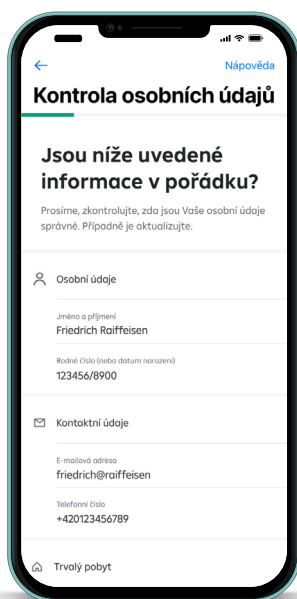 Nápověda
Kontrola osobních údajů
Jsou níže uvedené
informace v pořádku?
Prosíme, zkontrolujte, zda jsou Vaše osobní údaje
správné. Případně je aktualizujte.
Osobní údaje
Jméno a příjmení
Friedrich Raiffeisen
Rodné číslo (nebo datum narození)
123456/8900
Kontaktní údaje
E-mailová adresa
friedrich@raiffeisen
Telefonní číslo
+420123456789
Trvalý pobyt